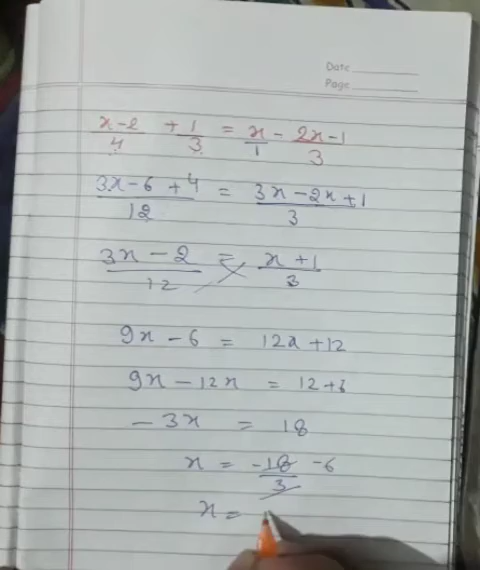 Date
Page
x-2/4 + 1/3 = x/1 - 2x-1/3
3x-6+4/12 = 3x-2x+1/3
3x-2/12 = x+1/3
9x-6 = 12x+12
9x-12x = 12+6
-3x = 18
x = -18/3 -6
x =